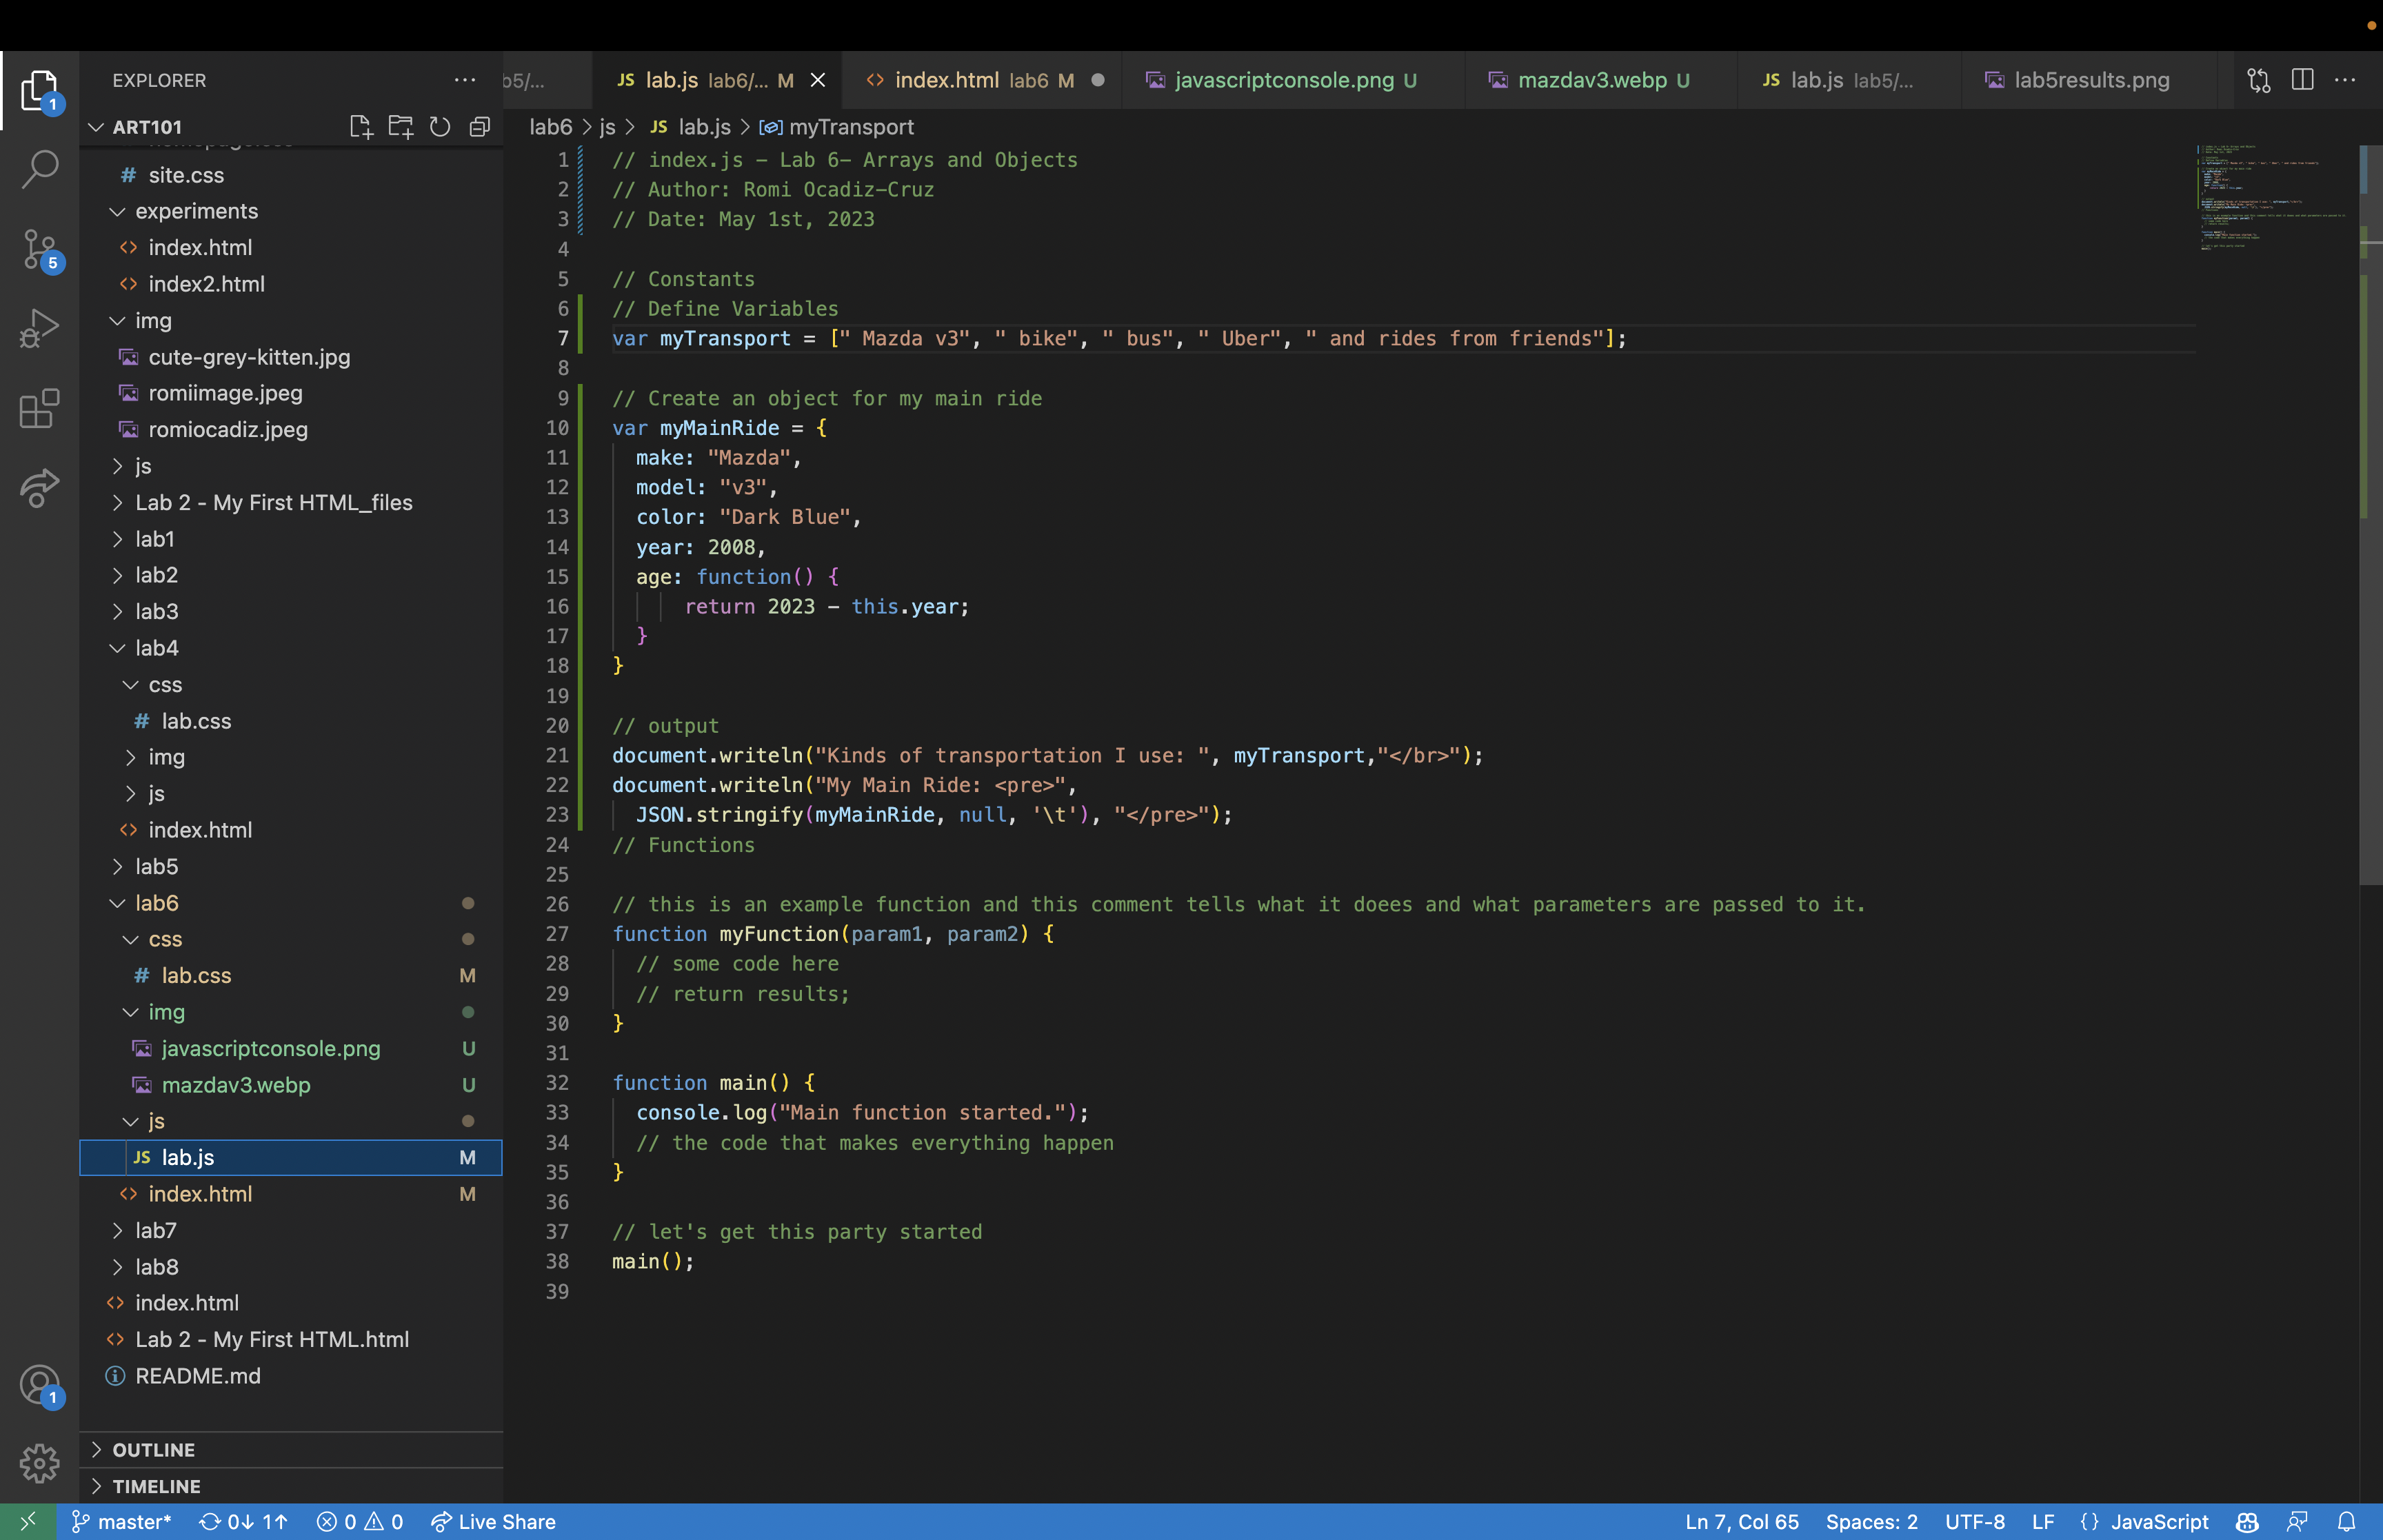 EXPLORER
ART101
site.css
experiments
index.html
index2.html
img
cute-grey-kitten.jpg
romiimage.jpeg
romiocadiz.jpeg
js
Lab 2 - My First HTML_files
lab1
lab2
lab3
lab4
css
lab.css
img
js
index.html
lab5
lab6
css
lab.css M
img
javascriptconsole.png U
mazdav3.webp U
js
lab.js M
index.html M
lab7
lab8
index.html
Lab 2 - My First HTML.html
README.md
OUTLINE
TIMELINE
1
5
1
b5/...
JS lab.js lab6/... M
index.html lab6 M
javascriptconsole.png U
mazdav3.webp U
JS lab.js lab5/...
lab5results.png
lab6 > js > JS lab.js > myTransport
1 // index.js - Lab 6- Arrays and Objects
2 // Author: Romi Ocadiz-Cruz
3 // Date: May 1st, 2023
4
5 // Constants
6 // Define Variables
7 var myTransport = [" Mazda v3", " bike", " bus", " Uber", " and rides from friends"];
8
9 // Create an object for my main ride
10 var myMainRide = {
11 make: "Mazda",
12 model: "v3",
13 color: "Dark Blue",
14 year: 2008,
15 age: function() {
16 return 2023 - this.year;
17 }
18 }
19
20 // output
21 document.writeln("Kinds of transportation I use: ", myTransport,"</br>");
22 document.writeln("My Main Ride: <pre>",
23 JSON.stringify(myMainRide, null, '\t'), "</pre>");
24 // Functions
25
26 // this is an example function and this comment tells what it doees and what parameters are passed to it.
27 function myFunction(param1, param2) {
28 // some code here
29 // return results;
30 }
31
32 function main() {
33 console.log("Main function started.");
34 // the code that makes everything happen
35 }
36
37 // let's get this party started
38 main();
39
master* 0↓ 1↑ 0 0 Live Share
Ln 7, Col 65 Spaces: 2 UTF-8 LF {} JavaScript